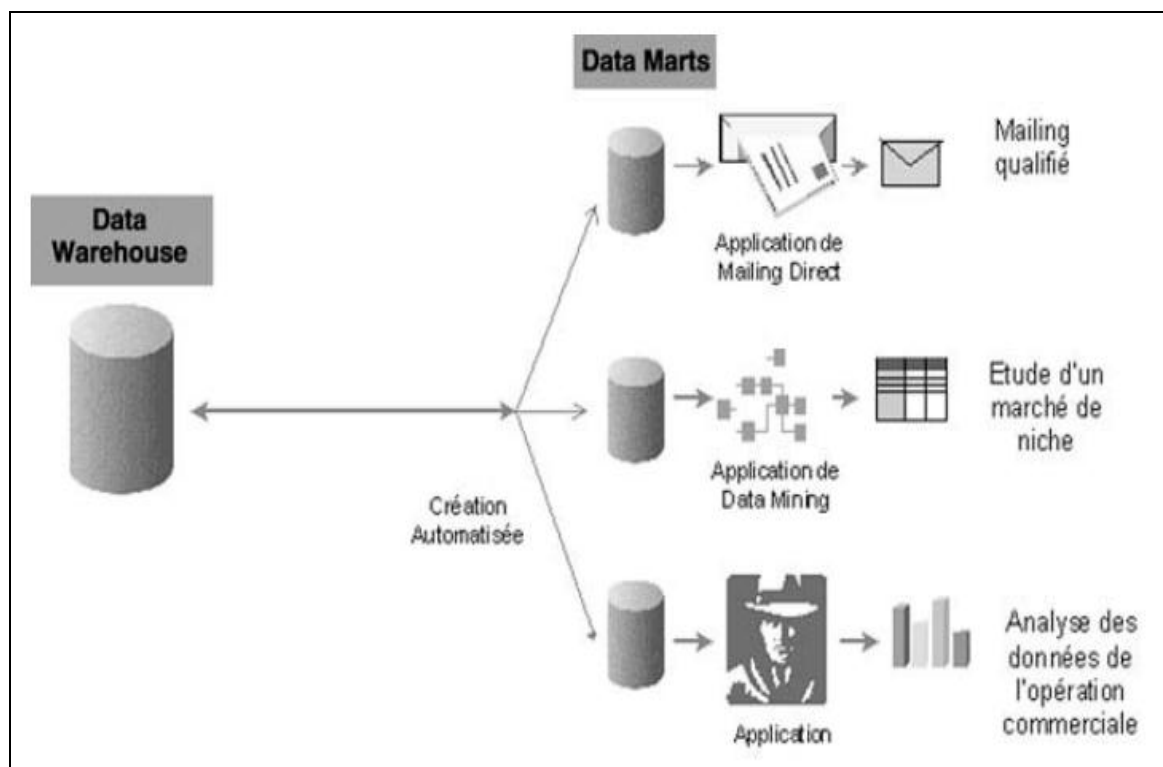 Data Marts
Mailing
qualifié
Application de
Mailing Direct
Data
Warehouse
Etude d'un
marché de
niche
Application de
Data Mining
Création
Automatisée
Analyse des
données de
l'opération
commerciale
Application